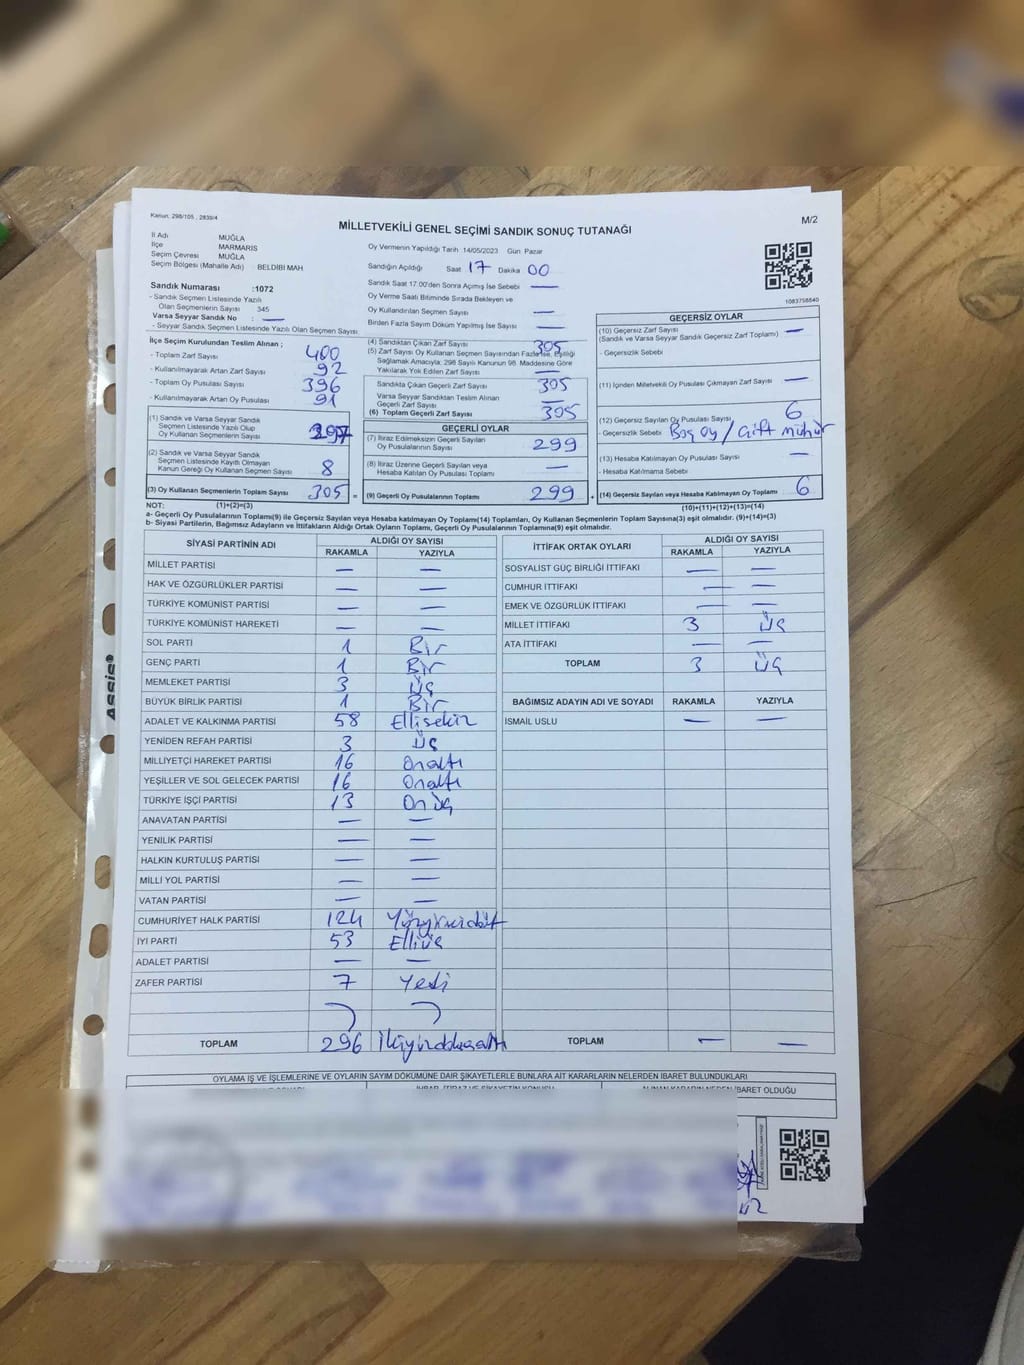 Kanun: 298/105 , 2839/4
MİLLETVEKİLİ GENEL SEÇİMİ SANDIK SONUÇ TUTANAĞI
M/2
İl Adı MUĞLA
İlçe MARMARİS
Seçim Çevresi MUĞLA
Seçim Bölgesi (Mahalle Adı) BELDİBİ MAH
Sandık Numarası :1072
- Sandık Seçmen Listesinde Yazılı
Olan Seçmenlerin Sayısı 345
Varsa Seyyar Sandık No : —
- Seyyar Sandık Seçmen Listesinde Yazılı Olan Seçmen Sayısı:
Oy Vermenin Yapıldığı Tarih 14/05/2023 Gün Pazar
Sandığın Açıldığı Saat 17 Dakika 00
Sandık Saat 17.00'den Sonra Açılmış İse Sebebi —
Oy Verme Saati Bitiminde Sırada Bekleyen ve
Oy Kullandırılan Seçmen Sayısı —
Birden Fazla Sayım Döküm Yapılmış İse Sayısı —
1083758640
İlçe Seçim Kurulundan Teslim Alınan ;
- Toplam Zarf Sayısı 400
- Kullanılmayarak Artan Zarf Sayısı 92
- Toplam Oy Pusulası Sayısı 396
- Kullanılmayarak Artan Oy Pusulası 91
(1) Sandık ve Varsa Seyyar Sandık
Seçmen Listesinde Yazılı Olup
Oy Kullanan Seçmenlerin Sayısı 297
(2) Sandık ve Varsa Seyyar Sandık
Seçmen Listesinde Kayıtlı Olmayan
Kanun Gereği Oy Kullanan Seçmen Sayısı 8
(3) Oy Kullanan Seçmenlerin Toplam Sayısı 305
(4) Sandıktan Çıkan Zarf Sayısı 305
(5) Zarf Sayısı Oy Kullanan Seçmen Sayısından Fazla İse, Eşitliği
Sağlamak Amacıyla; 298 Sayılı Kanunun 98. Maddesine Göre
Yakılarak Yok Edilen Zarf Sayısı —
Sandıkta Çıkan Geçerli Zarf Sayısı 305
Varsa Seyyar Sandıktan Teslim Alınan
Geçerli Zarf Sayısı —
(6) Toplam Geçerli Zarf Sayısı 305
GEÇERLİ OYLAR
(7) İtiraz Edilmeksizin Geçerli Sayılan
Oy Pusulalarının Sayısı 299
(8) İtiraz Üzerine Geçerli Sayılan veya
Hesaba Katılan Oy Pusulası Toplamı —
= (9) Geçerli Oy Pusulalarının Toplamı 299 +
GEÇERSİZ OYLAR
(10) Geçersiz Zarf Sayısı —
(Sandık ve Varsa Seyyar Sandık Geçersiz Zarf Toplamı)
- Geçersizlik Sebebi
(11) İçinden Milletvekili Oy Pusulası Çıkmayan Zarf Sayısı —
(12) Geçersiz Sayılan Oy Pusulası Sayısı 6
- Geçersizlik Sebebi Boş oy / Çift mühür
(13) Hesaba Katılmayan Oy Pusulası Sayısı —
- Hesaba Katılmama Sebebi
(14) Geçersiz Sayılan veya Hesaba Katılmayan Oy Toplamı 6
(1)+(2)=(3)
(10)+(11)+(12)+(13)=(14)
NOT:
a- Geçerli Oy Pusulalarının Toplamı(9) ile Geçersiz Sayılan veya Hesaba katılmayan Oy Toplamı(14) Toplamları, Oy Kullanan Seçmenlerin Toplam Sayısına(3) eşit olmalıdır. (9)+(14)=(3)
b- Siyasi Partilerin, Bağımsız Adayların ve İttifakların Aldığı Ortak Oyların Toplamı, Geçerli Oy Pusulalarının Toplamına(9) eşit olmalıdır.
SİYASİ PARTİNİN ADI ALDIĞI OY SAYISI
RAKAMLA YAZIYLA
MİLLET PARTİSİ — —
HAK VE ÖZGÜRLÜKLER PARTİSİ — —
TÜRKİYE KOMÜNİST PARTİSİ — —
TÜRKİYE KOMÜNİST HAREKETİ — —
SOL PARTİ 1 Bir
GENÇ PARTİ 1 Bir
MEMLEKET PARTİSİ 3 Üç
BÜYÜK BİRLİK PARTİSİ 1 Bir
ADALET VE KALKINMA PARTİSİ 58 Ellisekiz
YENİDEN REFAH PARTİSİ 3 Üç
MİLLİYETÇİ HAREKET PARTİSİ 16 Onaltı
YEŞİLLER VE SOL GELECEK PARTİSİ 16 Onaltı
TÜRKİYE İŞÇİ PARTİSİ 13 Onüç
ANAVATAN PARTİSİ — —
YENİLİK PARTİSİ — —
HALKIN KURTULUŞ PARTİSİ — —
MİLLİ YOL PARTİSİ — —
VATAN PARTİSİ — —
CUMHURİYET HALK PARTİSİ 124
İYİ PARTİ 53 Elliüç
ADALET PARTİSİ — —
ZAFER PARTİSİ 7 Yedi
TOPLAM 296
İTTİFAK ORTAK OYLARI ALDIĞI OY SAYISI
RAKAMLA YAZIYLA
SOSYALİST GÜÇ BİRLİĞİ İTTİFAKI — —
CUMHUR İTTİFAKI — —
EMEK VE ÖZGÜRLÜK İTTİFAKI — —
MİLLET İTTİFAKI 3 Üç
ATA İTTİFAKI — —
TOPLAM 3 Üç
BAĞIMSIZ ADAYIN ADI VE SOYADI RAKAMLA YAZIYLA
İSMAİL USLU — —
TOPLAM — —
OYLAMA İŞ VE İŞLEMLERİNE VE OYLARIN SAYIM DÖKÜMÜNE DAİR ŞİKAYETLERLE BUNLARA AİT KARARLARIN NELERDEN İBARET BULUNDUKLARI
İHBAR, İTİRAZ VE ŞİKAYETİN KONUSU
ALINAN KARARIN NEDEN İBARET OLDUĞU
Assist